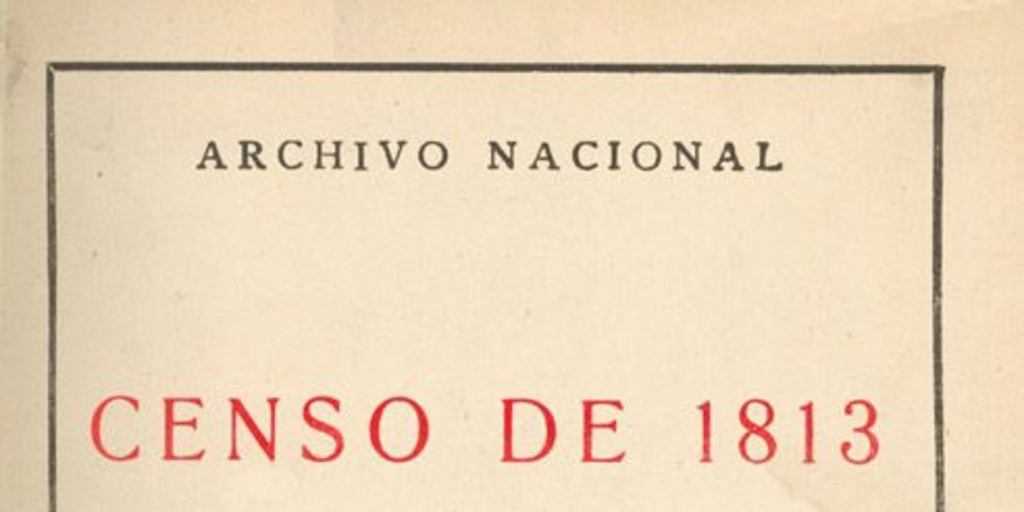 ARCHIVO NACIONAL
CENSO DE 1813